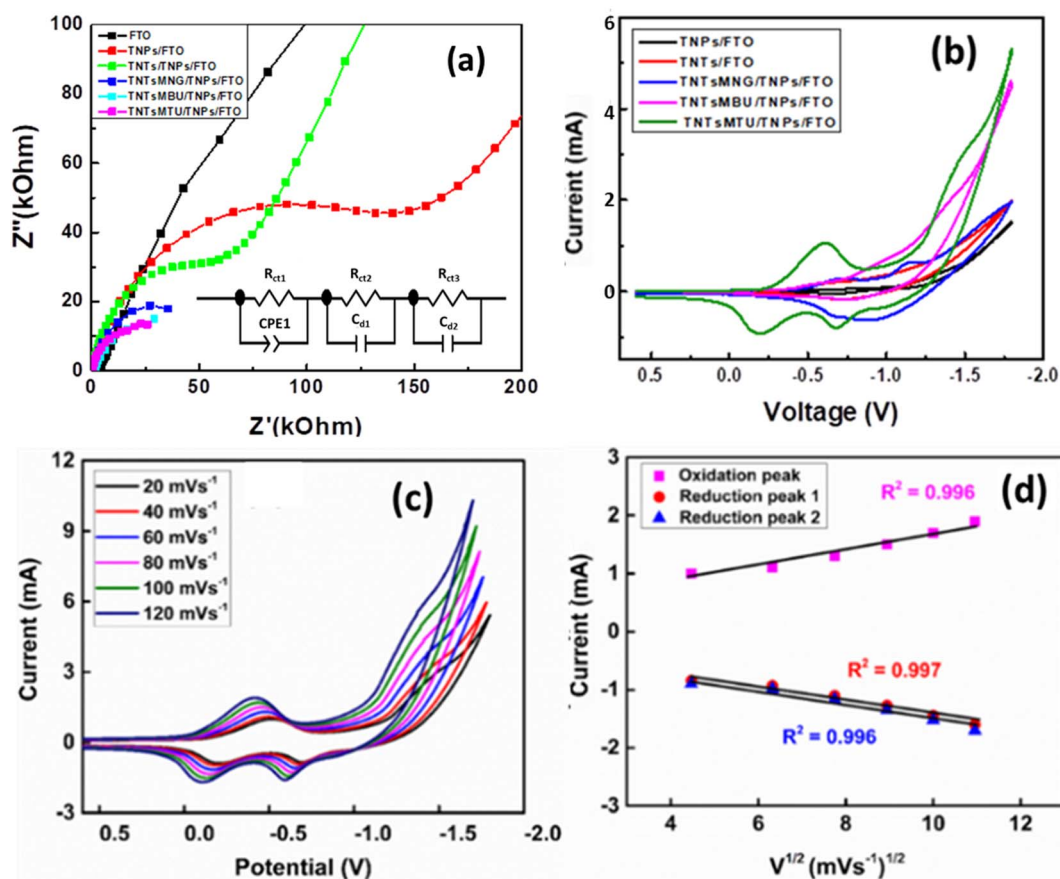 (a)
FTO
TNPs/FTO
TNTs/TNPs/FTO
TNTsMNG/TNPs/FTO
TNTsMBU/TNPs/FTO
TNTsMTU/TNPs/FTO
Rct1
Rct2
Rct3
CPE1
Cd1
Cd2
Z''(kOhm)
100
80
60
40
20
0
0
50
100
150
200
Z'(kOhm)
(b)
TNPs/FTO
TNTs/FTO
TNTsMNG/TNPs/FTO
TNTsMBU/TNPs/FTO
TNTsMTU/TNPs/FTO
Current (mA)
6
4
2
0
-2
0.5
0.0
-0.5
-1.0
-1.5
-2.0
Voltage (V)
(c)
20 mVs⁻¹
40 mVs⁻¹
60 mVs⁻¹
80 mVs⁻¹
100 mVs⁻¹
120 mVs⁻¹
Current (mA)
12
9
6
3
0
-3
0.5
0.0
-0.5
-1.0
-1.5
-2.0
Potential (V)
(d)
Oxidation peak
Reduction peak 1
Reduction peak 2
R² = 0.996
R² = 0.997
R² = 0.996
Current (mA)
3
2
1
0
-1
-2
-3
4
6
8
10
12
V^1/2 (mVs⁻¹)^1/2